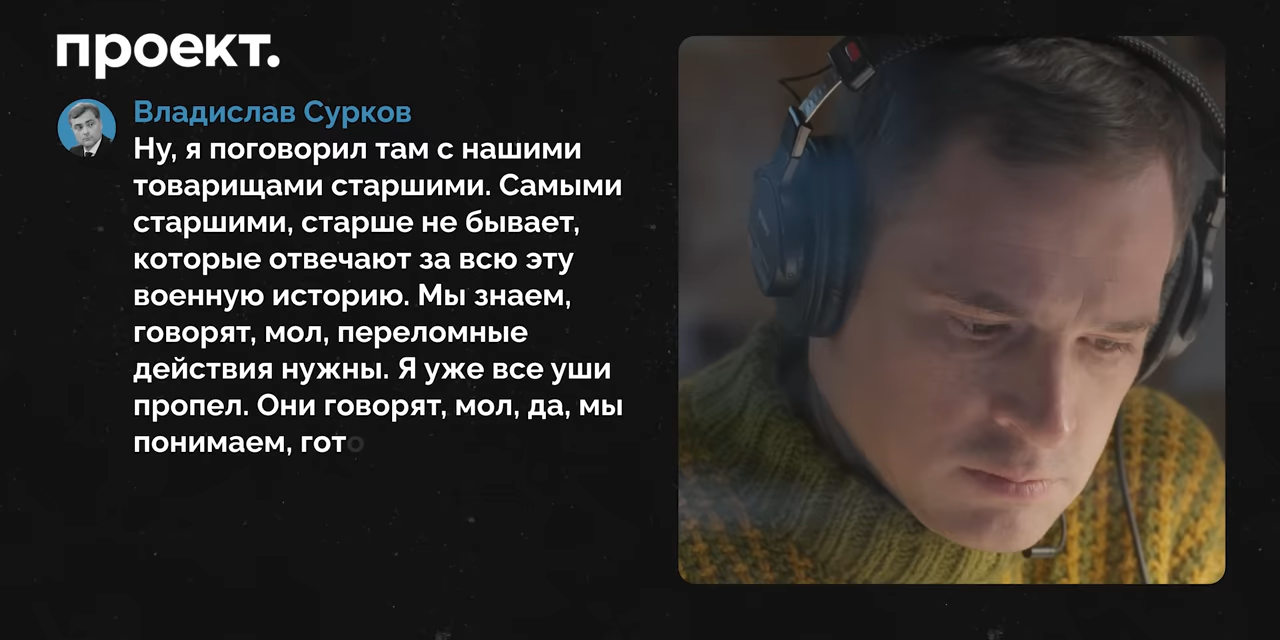 проект.
Владислав Сурков
Ну, я поговорил там с нашими
товарищами старшими. Самыми
старшими, старше не бывает,
которые отвечают за всю эту
военную историю. Мы знаем,
говорят, мол, переломные
действия нужны. Я уже все уши
пропел. Они говорят, мол, да, мы
понимаем, гото